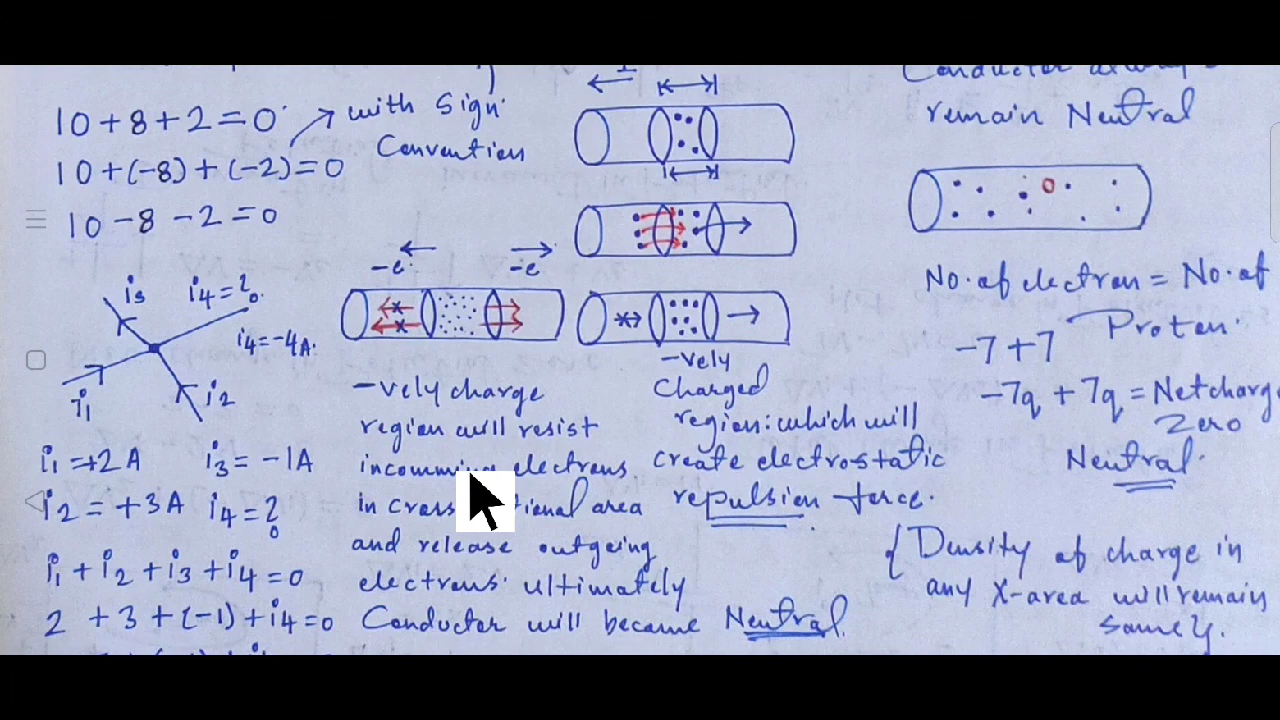 10+8+2=0
10+(-8)+(-2)=0
10-8-2=0
with Sign
Convention
i3
i4=?
i4=-4A.
i1
i2
i1=+2A i3=-1A
i2=+3A i4=?
i1+i2+i3+i4=0
2+3+(-1)+i4=0
-e
-e
-vely charge
region will resist
incomming electrons
in cross area
and release outgoing
electrons ultimately
Conductor will became Neutral.
-vely
Charged
region: which will
create electrostatic
repulsion force.
Conductor
remain Neutral
No. of electron = No. of
Proton.
-7+7
-7q + 7q = Net charge
Zero
Neutral.
{Density of charge in
any X-area will remain
same}.